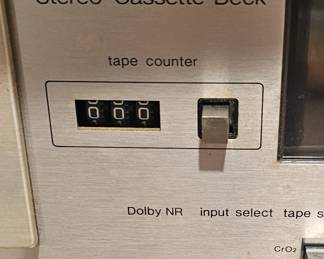 Stereo Cassette Deck
tape counter
000
Dolby NR input select tape s
CrO2